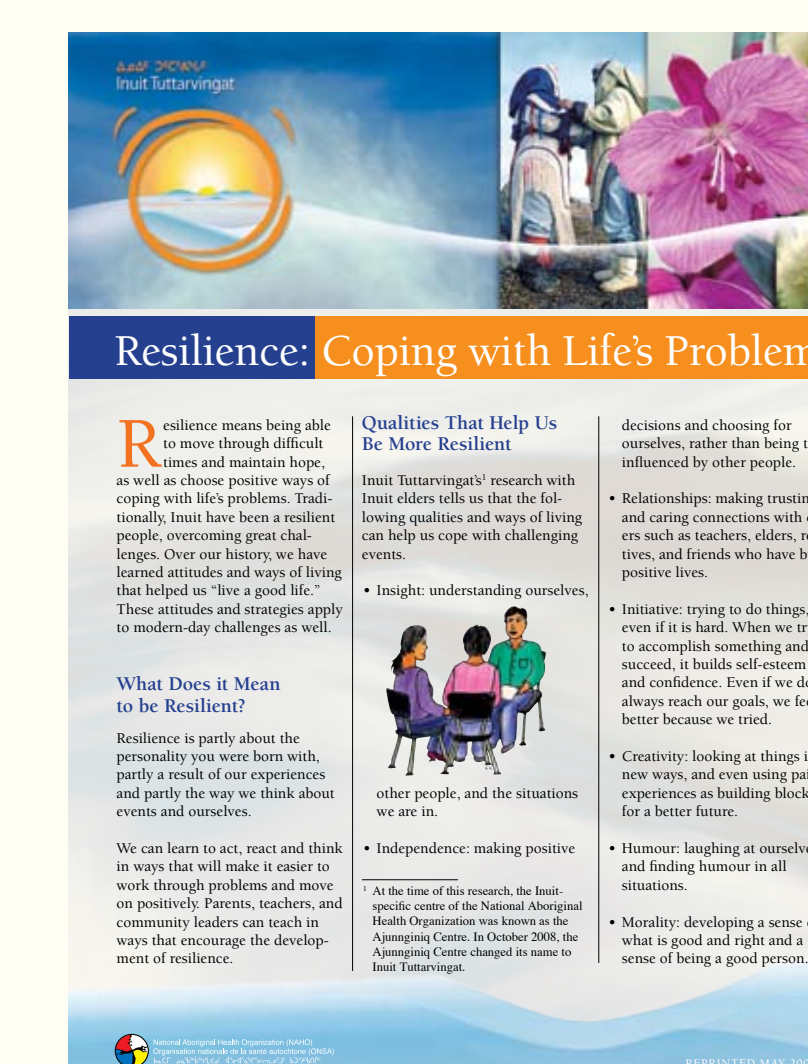 Inuit Tuttarvingat
Resilience: Coping with Life's
Resilience means being able
to move through difficult
times and maintain hope,
as well as choose positive ways of
coping with life's problems. Tradi-
tionally, Inuit have been a resilient
people, overcoming great chal-
lenges. Over our history, we have
learned attitudes and ways of living
that helped us “live a good life.”
These attitudes and strategies apply
to modern-day challenges as well.
What Does it Mean
to be Resilient?
Resilience is partly about the
personality you were born with,
partly a result of our experiences
and partly the way we think about
events and ourselves.
We can learn to act, react and think
in ways that will make it easier to
work through problems and move
on positively. Parents, teachers, and
community leaders can teach in
ways that encourage the develop-
ment of resilience.
Qualities That Help Us
Be More Resilient
Inuit Tuttarvingat's¹ research with
Inuit elders tells us that the fol-
lowing qualities and ways of living
can help us cope with challenging
events.
• Insight: understanding ourselves,
other people, and the situations
we are in.
• Independence: making positive
¹ At the time of this research, the Inuit-
specific centre of the National Aboriginal
Health Organization was known as the
Ajunnginiq Centre. In October 2008, the
Ajunnginiq Centre changed its name to
Inuit Tuttarvingat.
decisions and choosing for
ourselves, rather than being
influenced by other people.
• Relationships: making
and caring connections with
ers such as teachers, elders,
tives, and friends who have
positive lives.
• Initiative: trying to do things,
even if it is hard. When we
to accomplish something and
succeed, it builds self-esteem
and confidence. Even if we
always reach our goals, we
better because we tried.
• Creativity: looking at things
new ways, and even using
experiences as building
for a better future.
• Humour: laughing at
and finding humour in all
situations.
• Morality: developing a sense
what is good and right and a
sense of being a good person.
National Aboriginal Health Organization (NAHO)
Organisation nationale de la santé autochtone (ONSA)
REPRINTED MAY